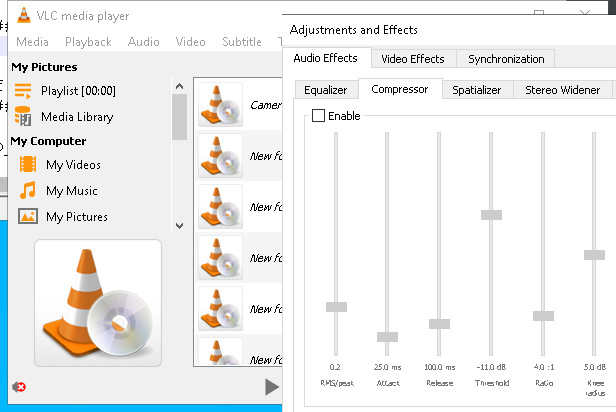 VLC media player
Media Playback Audio Video Subtitle
My Pictures
Playlist [00:00]
Media Library
My Computer
My Videos
My Music
My Pictures
Camer
New fo
New fo
New fo
New fo
New fo
Adjustments and Effects
Audio Effects Video Effects Synchronization
Equalizer Compressor Spatializer Stereo Widener
Enable
0.2 25.0 ms 100.0 ms -11.0 dB 4.0 :1 5.0 dB
RMS/peak Attack Release Threshold Ratio Knee
radius